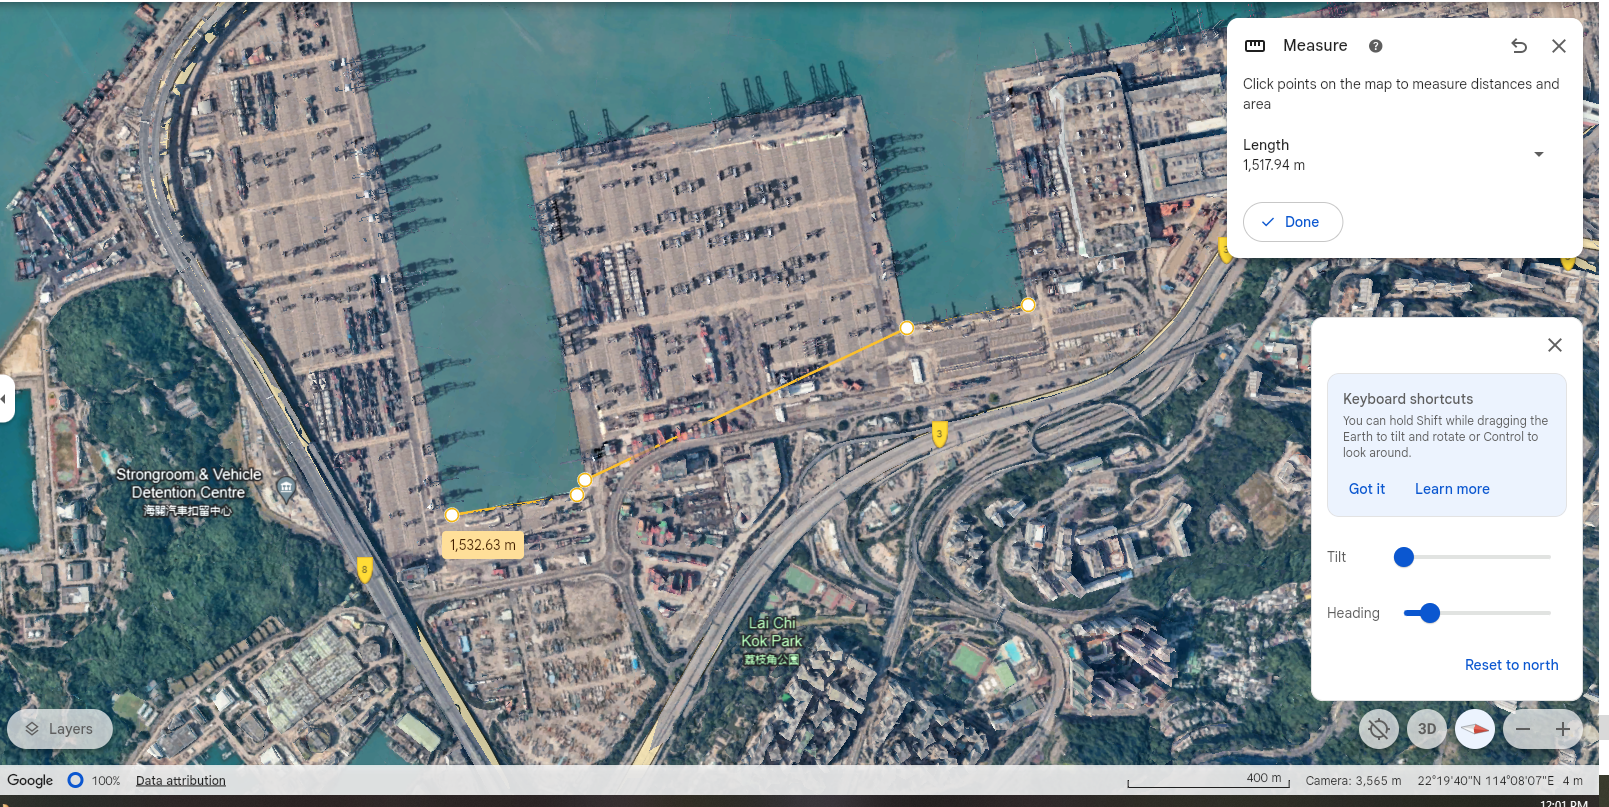 Measure
Click points on the map to measure distances and
area
Length
1,517.94 m
Done
3
3
Keyboard shortcuts
You can hold Shift while dragging the
Earth to tilt and rotate or Control to
look around.
Got it
Learn more
Strongroom & Vehicle
Detention Centre
海關汽車扣留中心
1,532.63 m
8
Tilt
Heading
Reset to north
Lai Chi
Kok Park
荔枝角公園
Layers
3D
Google
100%
Data attribution
400 m
Camera: 3,565 m
22°19'40"N 114°08'07"E
4 m
12:01 PM